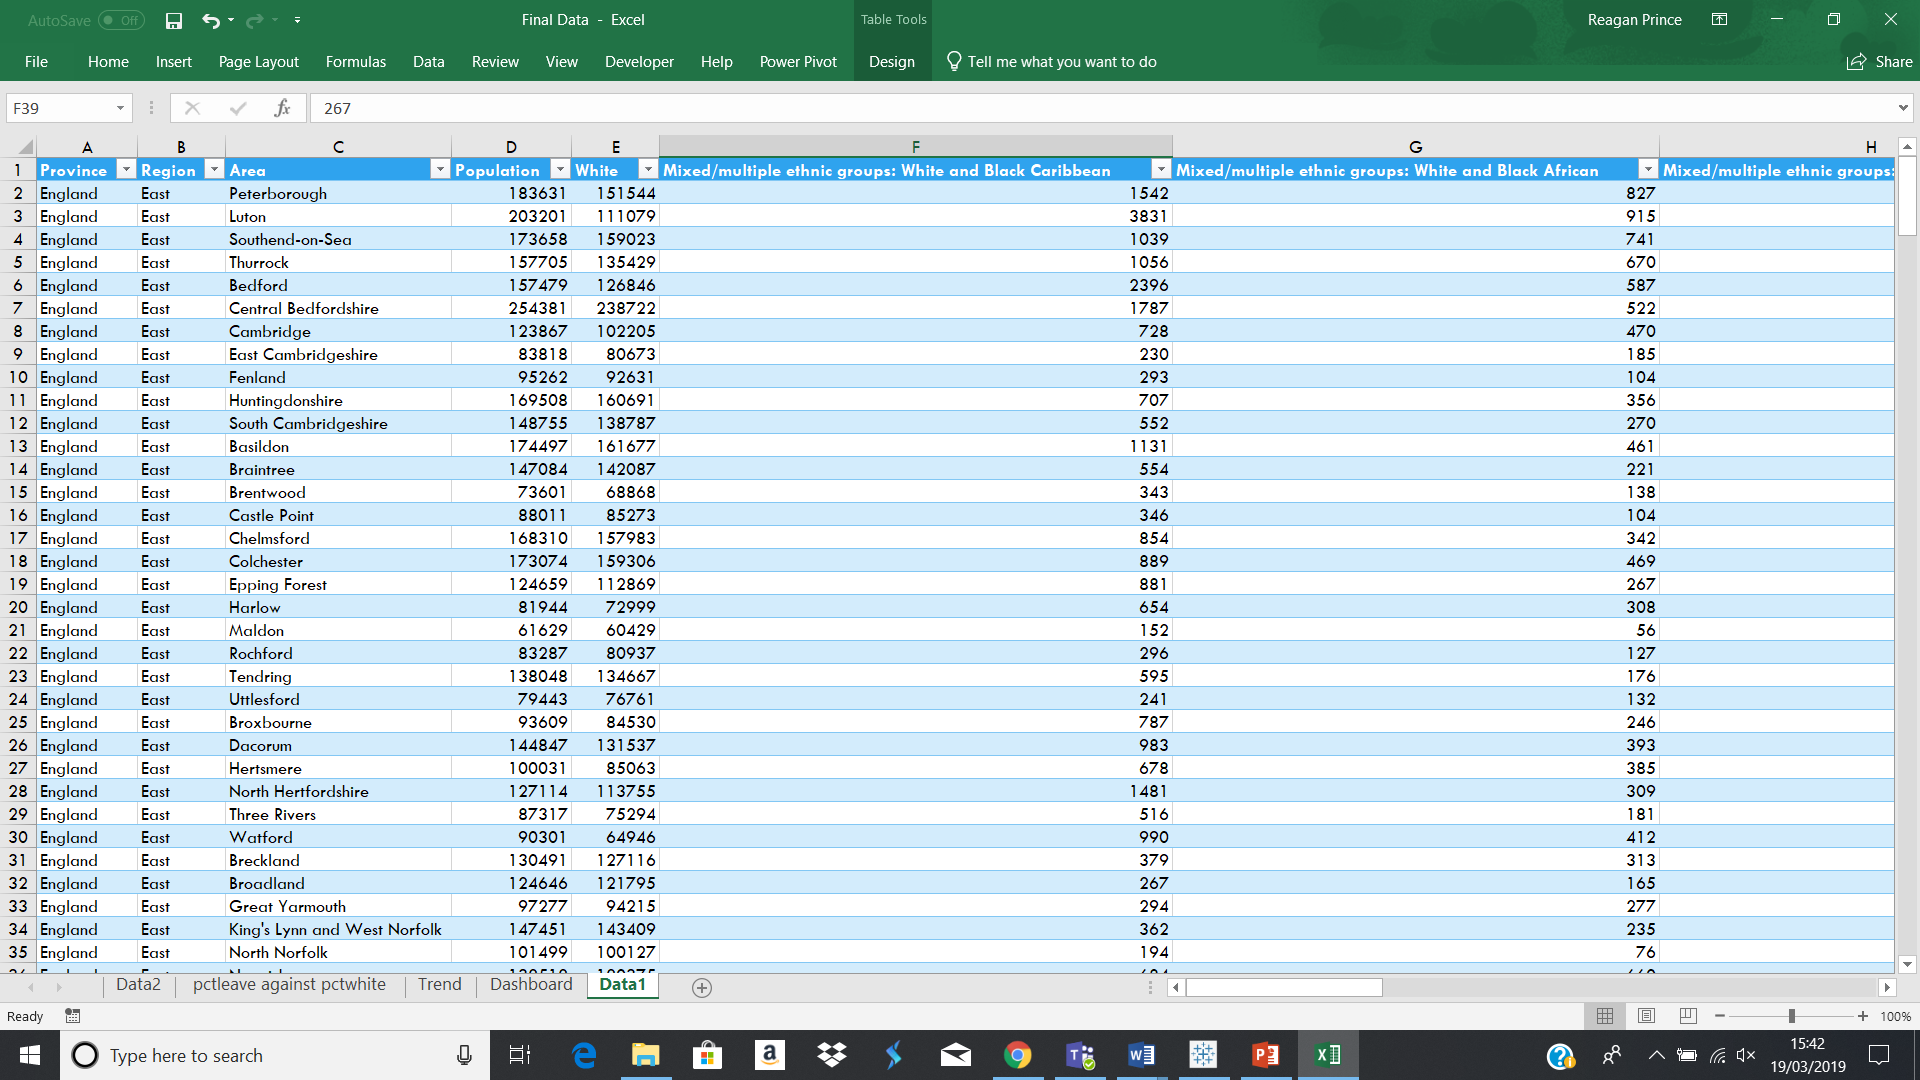 AutoSave Off Final Data - Excel Table Tools Reagan Prince
File Home Insert Page Layout Formulas Data Review View Developer Help Power Pivot Design Tell me what you want to do Share
F39 fx 267
A B C D E F G H
1 Province Region Area Population White Mixed/multiple ethnic groups: White and Black Caribbean Mixed/multiple ethnic groups: White and Black African Mixed/multiple ethnic groups:
2 England East Peterborough 183631 151544 1542 827
3 England East Luton 203201 111079 3831 915
4 England East Southend-on-Sea 173658 159023 1039 741
5 England East Thurrock 157705 135429 1056 670
6 England East Bedford 157479 126846 2396 587
7 England East Central Bedfordshire 254381 238722 1787 522
8 England East Cambridge 123867 102205 728 470
9 England East East Cambridgeshire 83818 80673 230 185
10 England East Fenland 95262 92631 293 104
11 England East Huntingdonshire 169508 160691 707 356
12 England East South Cambridgeshire 148755 138787 552 270
13 England East Basildon 174497 161677 1131 461
14 England East Braintree 147084 142087 554 221
15 England East Brentwood 73601 68868 343 138
16 England East Castle Point 88011 85273 346 104
17 England East Chelmsford 168310 157983 854 342
18 England East Colchester 173074 159306 889 469
19 England East Epping Forest 124659 112869 881 267
20 England East Harlow 81944 72999 654 308
21 England East Maldon 61629 60429 152 56
22 England East Rochford 83287 80937 296 127
23 England East Tendring 138048 134667 595 176
24 England East Uttlesford 79443 76761 241 132
25 England East Broxbourne 93609 84530 787 246
26 England East Dacorum 144847 131537 983 393
27 England East Hertsmere 100031 85063 678 385
28 England East North Hertfordshire 127114 113755 1481 309
29 England East Three Rivers 87317 75294 516 181
30 England East Watford 90301 64946 990 412
31 England East Breckland 130491 127116 379 313
32 England East Broadland 124646 121795 267 165
33 England East Great Yarmouth 97277 94215 294 277
34 England East King's Lynn and West Norfolk 147451 143409 362 235
35 England East North Norfolk 101499 100127 194 76
Data2 pctleave against pctwhite Trend Dashboard Data1
Ready 100%
Type here to search 15:42
19/03/2019